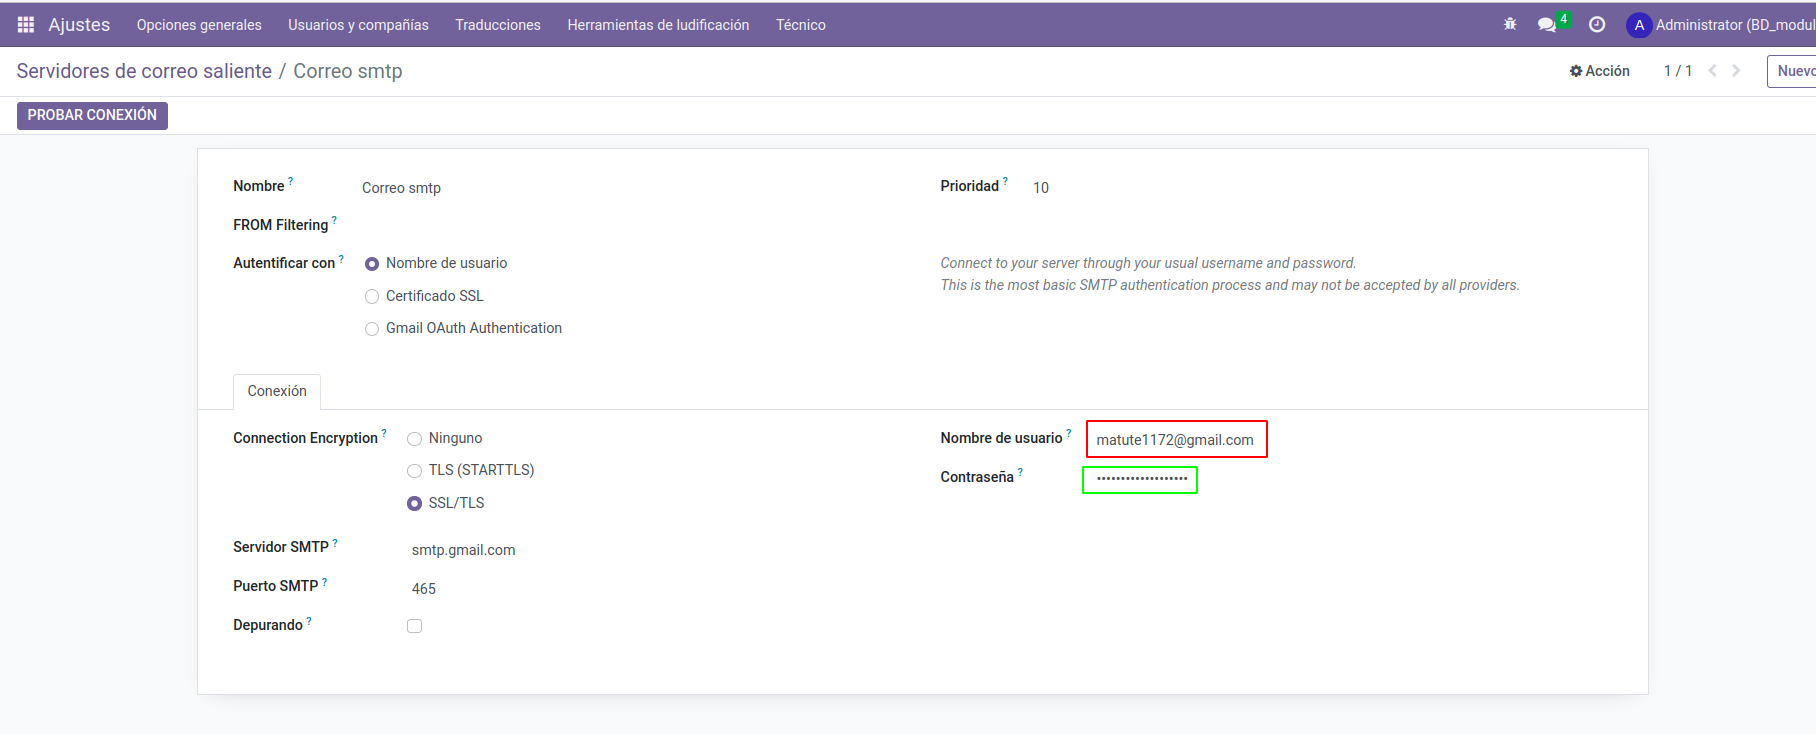 Ajustes Opciones generales Usuarios y compañías Traducciones Herramientas de ludificación Técnico 4 A Administrator (BD_modul
Servidores de correo saliente / Correo smtp Acción 1 / 1 Nuevo
PROBAR CONEXIÓN
Nombre ? Correo smtp Prioridad ? 10
FROM Filtering ?
Autentificar con ? Nombre de usuario Connect to your server through your usual username and password.
This is the most basic SMTP authentication process and may not be accepted by all providers.
Certificado SSL
Gmail OAuth Authentication
Conexión
Connection Encryption ? Ninguno Nombre de usuario ? matute1172@gmail.com
TLS (STARTTLS) Contraseña ? ••••••••••••••••••
SSL/TLS
Servidor SMTP ? smtp.gmail.com
Puerto SMTP ? 465
Depurando ?